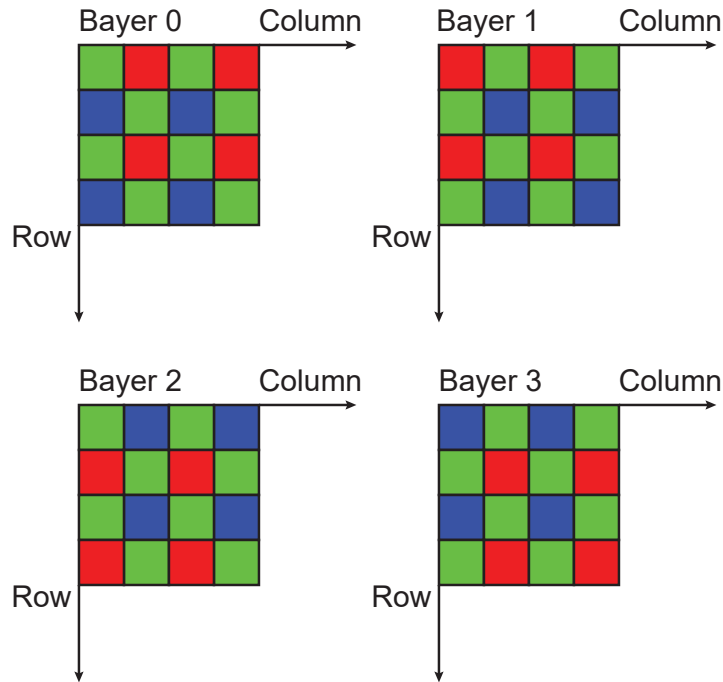 Bayer 0 Column
Bayer 1 Column
Row
Row
Bayer 2 Column
Bayer 3 Column
Row
Row